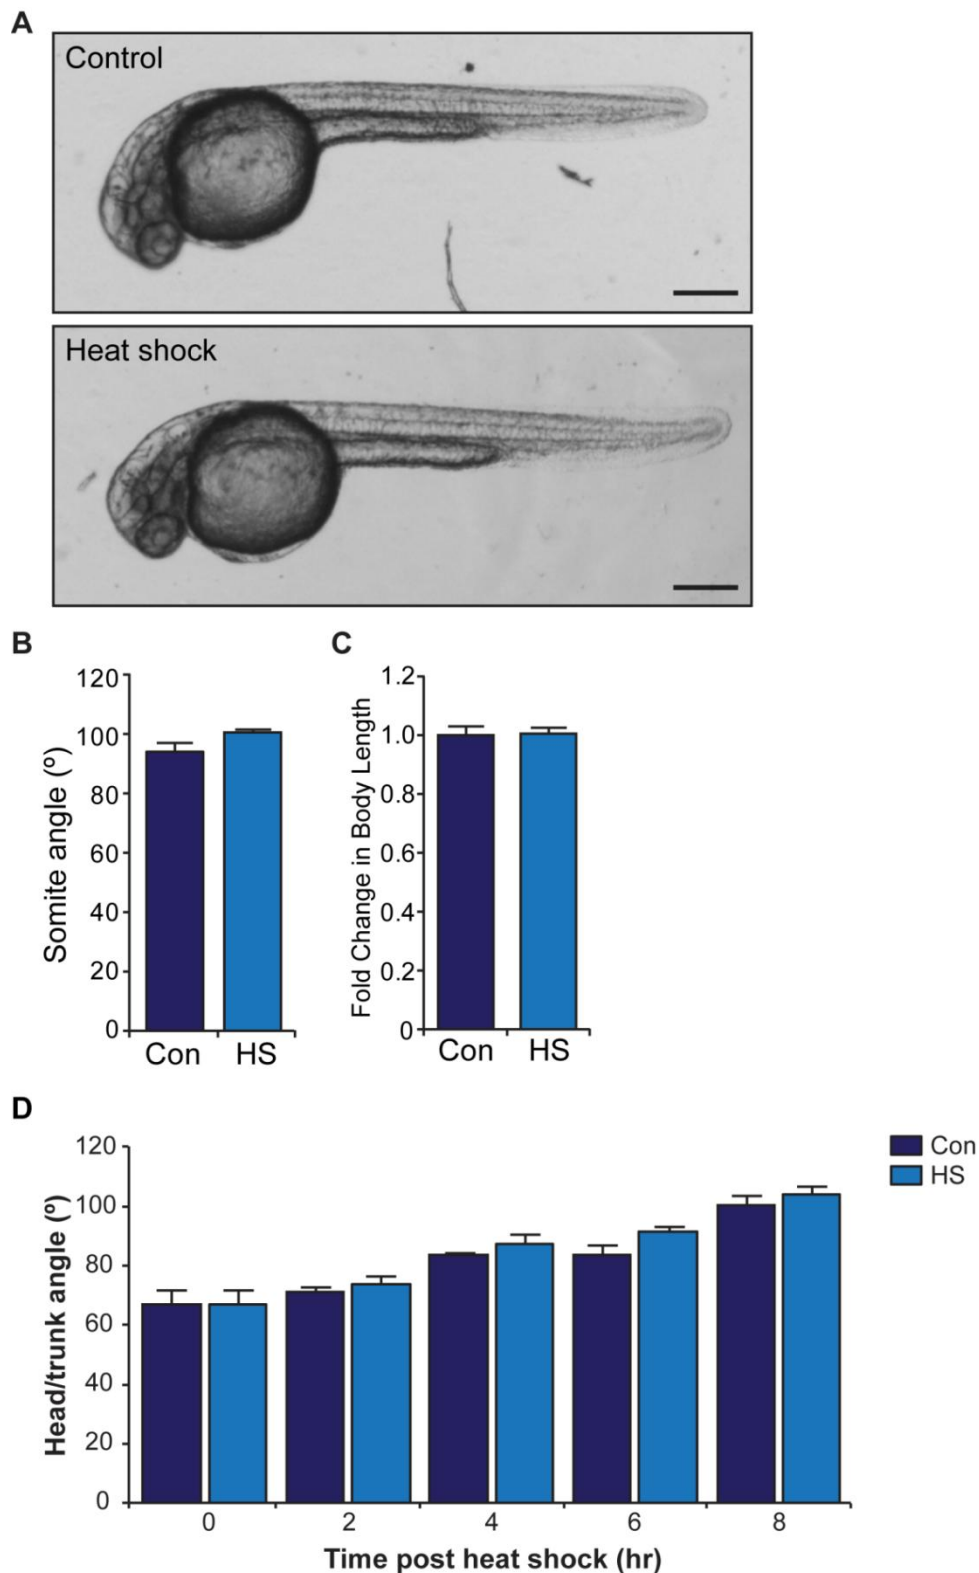 A
Control
Heat shock
B
C
120
100
80
60
40
20
0
Somite angle (º)
Con HS
1.2
1.0
0.8
0.6
0.4
0.2
0
Fold Change in Body Length
Con HS
D
120
100
80
60
40
20
0
Head/trunk angle (º)
0 2 4 6 8
Time post heat shock (hr)
Con
HS